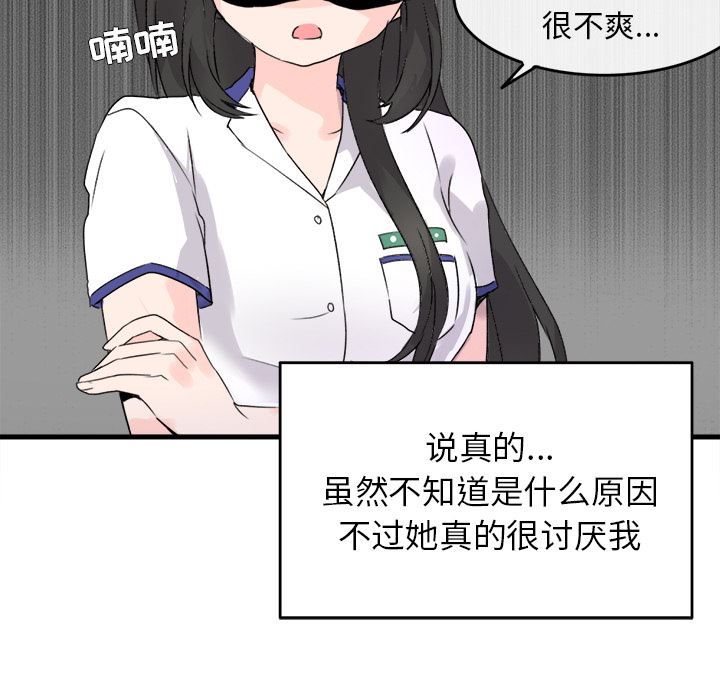 很不爽…
喃喃
说真的…
虽然不知道是什么原因
不过她真的很讨厌我